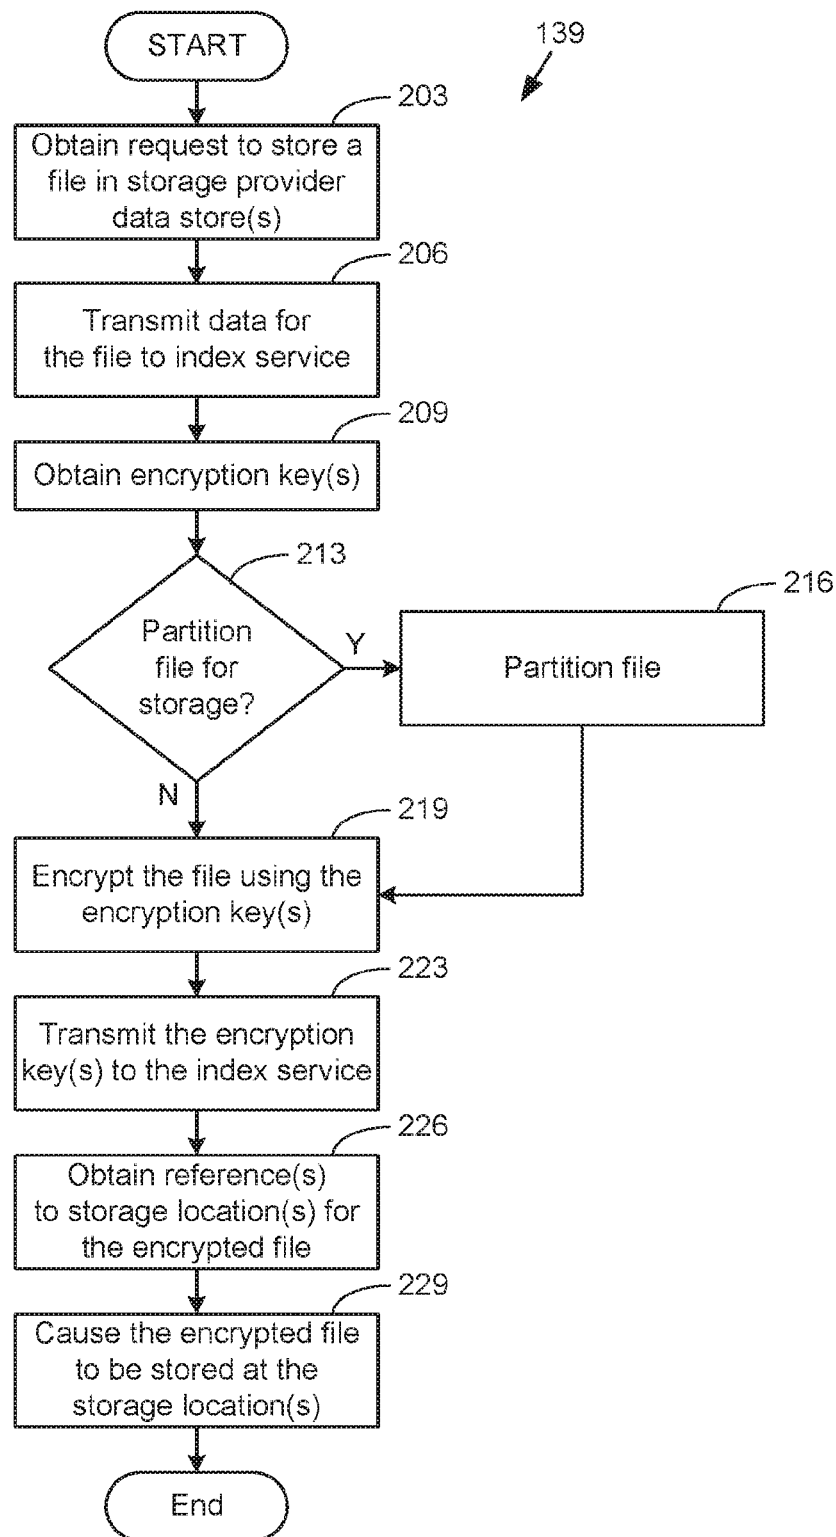 START
139
203
Obtain request to store a
file in storage provider
data store(s)
206
Transmit data for
the file to index service
209
Obtain encryption key(s)
213
Partition
file for
storage?
Y
216
Partition file
N
219
Encrypt the file using the
encryption key(s)
223
Transmit the encryption
key(s) to the index service
226
Obtain reference(s)
to storage location(s) for
the encrypted file
229
Cause the encrypted file
to be stored at the
storage location(s)
End